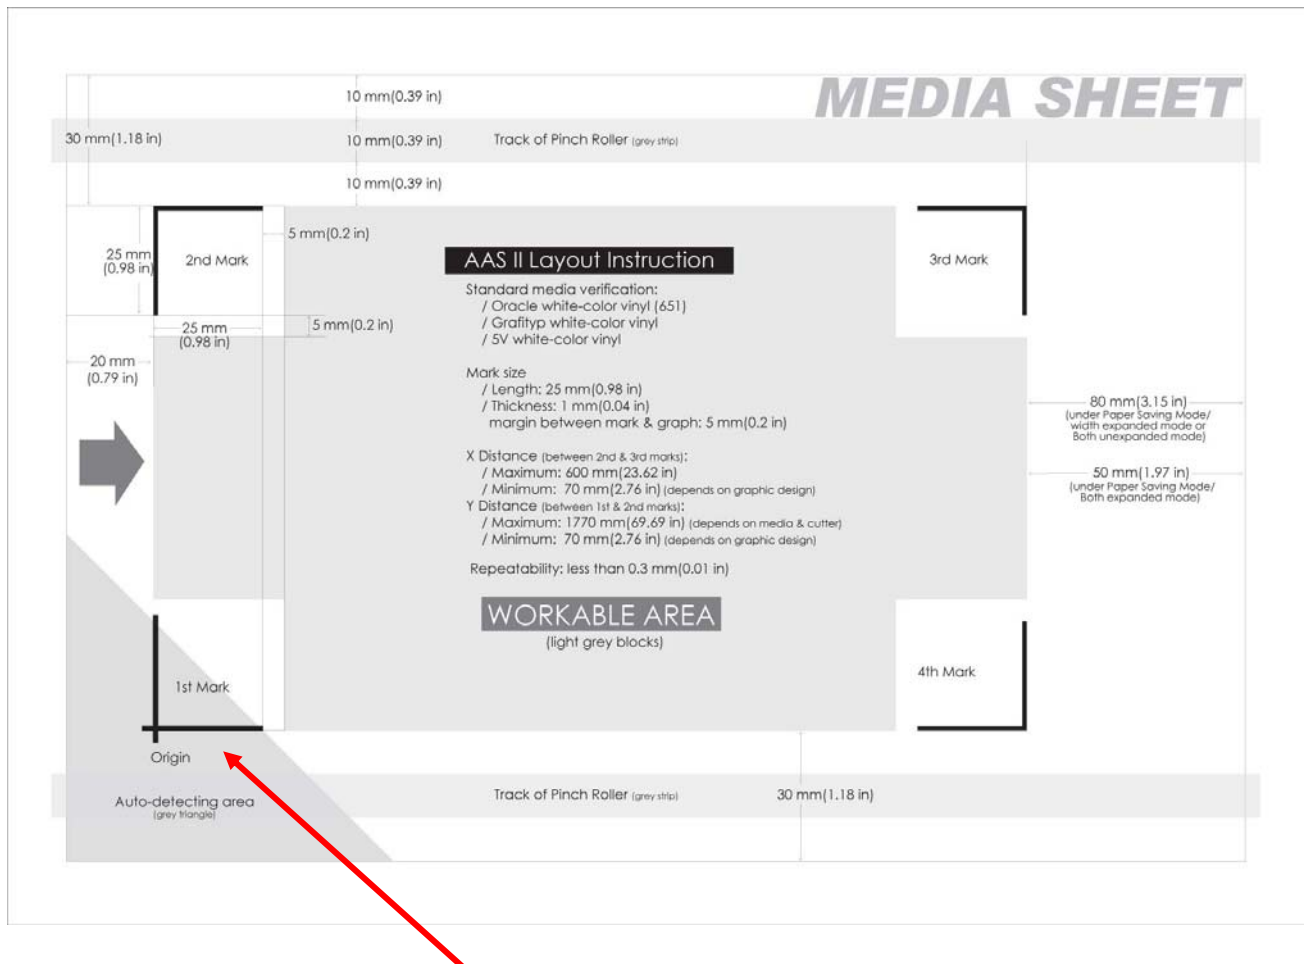 MEDIA SHEET
10 mm(0.39 in)
30 mm(1.18 in)
10 mm(0.39 in)
Track of Pinch Roller (grey strip)
10 mm(0.39 in)
5 mm(0.2 in)
25 mm
(0.98 in)
2nd Mark
3rd Mark
AAS II Layout Instruction
Standard media verification:
/ Oracle white-color vinyl (651)
/ Grafityp white-color vinyl
/ 5V white-color vinyl
25 mm
(0.98 in)
5 mm(0.2 in)
20 mm
(0.79 in)
Mark size
/ Length: 25 mm(0.98 in)
/ Thickness: 1 mm(0.04 in)
margin between mark & graph: 5 mm(0.2 in)
80 mm(3.15 in)
(under Paper Saving Mode/
width expanded mode or
Both unexpanded mode)
X Distance (between 2nd & 3rd marks):
/ Maximum: 600 mm(23.62 in)
/ Minimum: 70 mm(2.76 in) (depends on graphic design)
Y Distance (between 1st & 2nd marks):
/ Maximum: 1770 mm(69.69 in) (depends on media & cutter)
/ Minimum: 70 mm(2.76 in) (depends on graphic design)
50 mm(1.97 in)
(under Paper Saving Mode/
Both expanded mode)
Repeatability: less than 0.3 mm(0.01 in)
WORKABLE AREA
(light grey blocks)
1st Mark
4th Mark
Origin
Auto-detecting area
(grey triangle)
Track of Pinch Roller (grey strip)
30 mm(1.18 in)